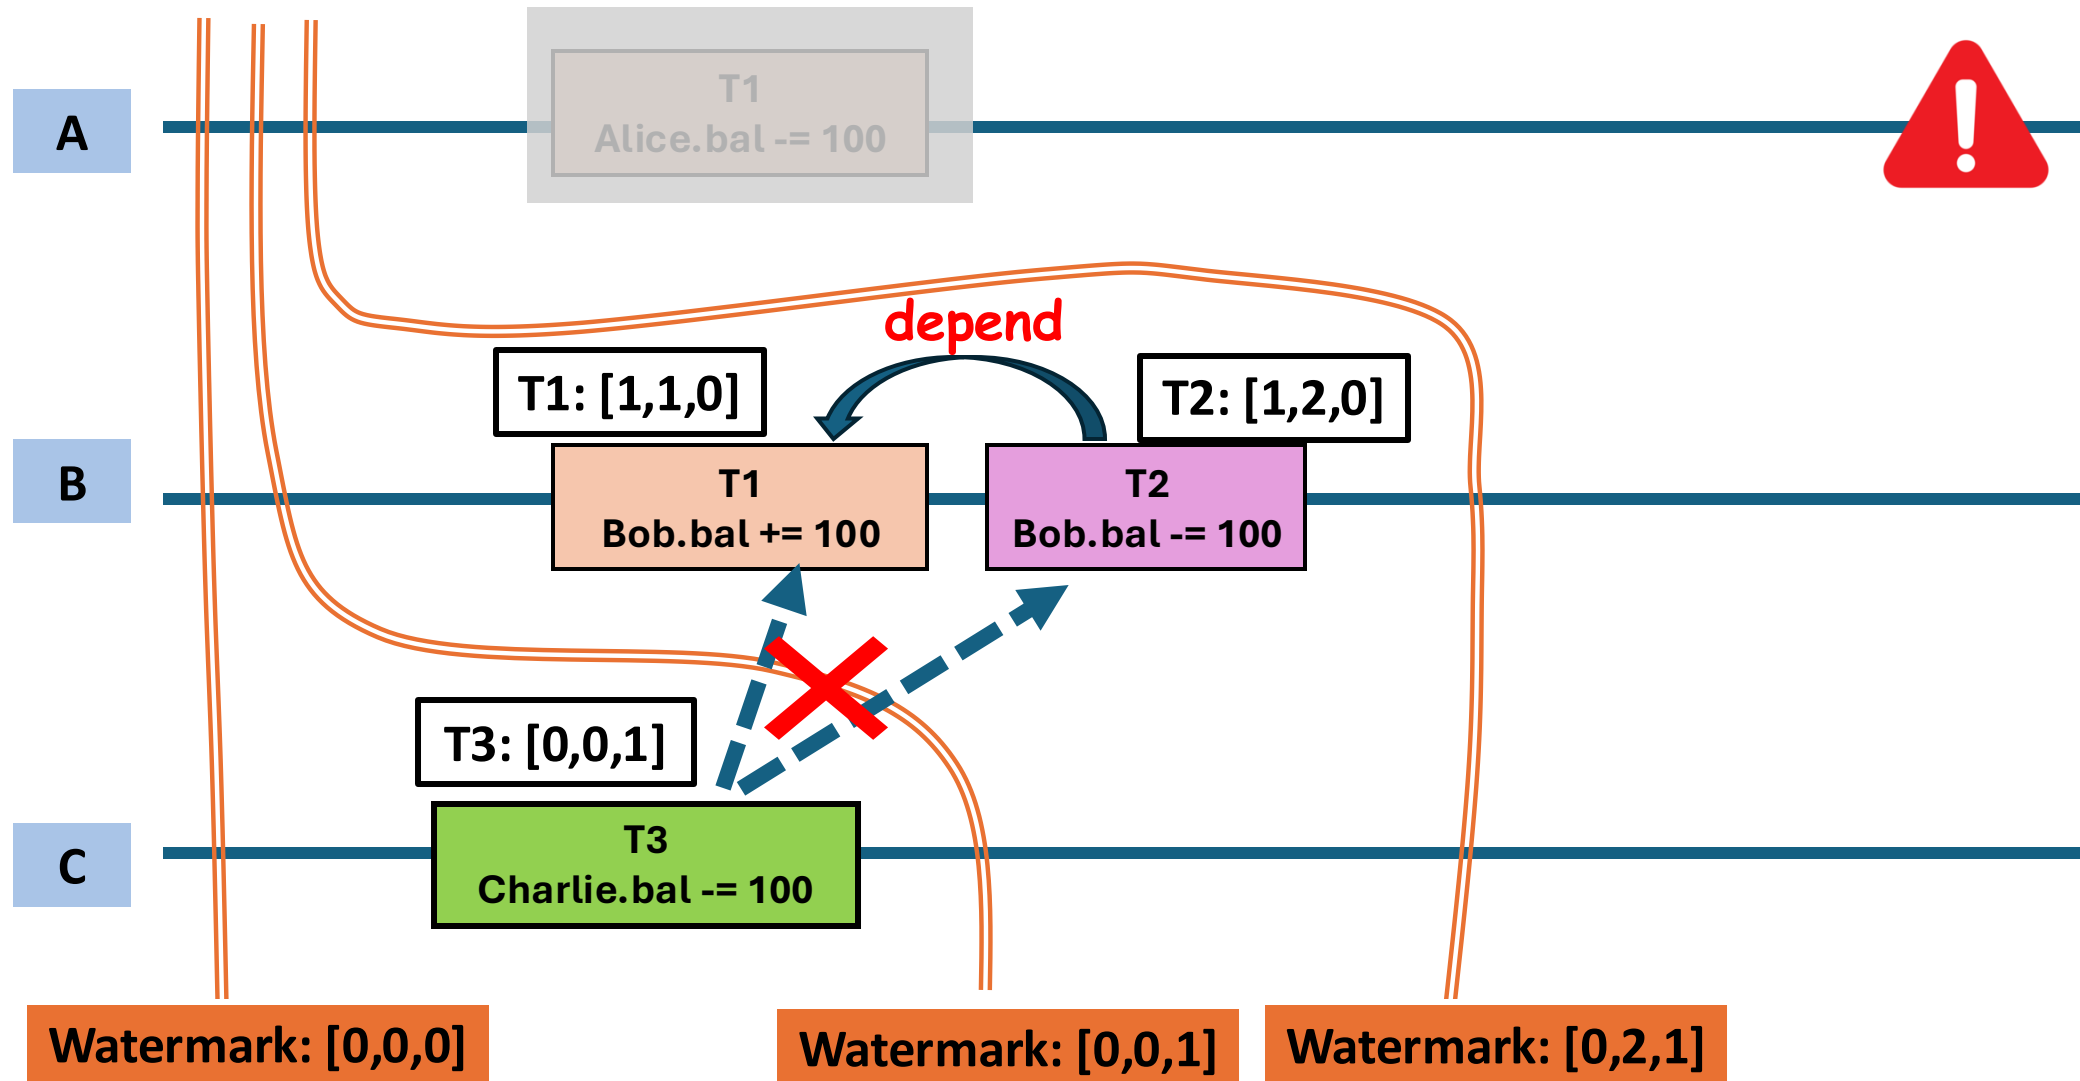 A
T1
Alice.bal -= 100
depend
T1: [1,1,0]
T2: [1,2,0]
B
T1
Bob.bal += 100
T2
Bob.bal -= 100
T3: [0,0,1]
C
T3
Charlie.bal -= 100
Watermark: [0,0,0]
Watermark: [0,0,1]
Watermark: [0,2,1]